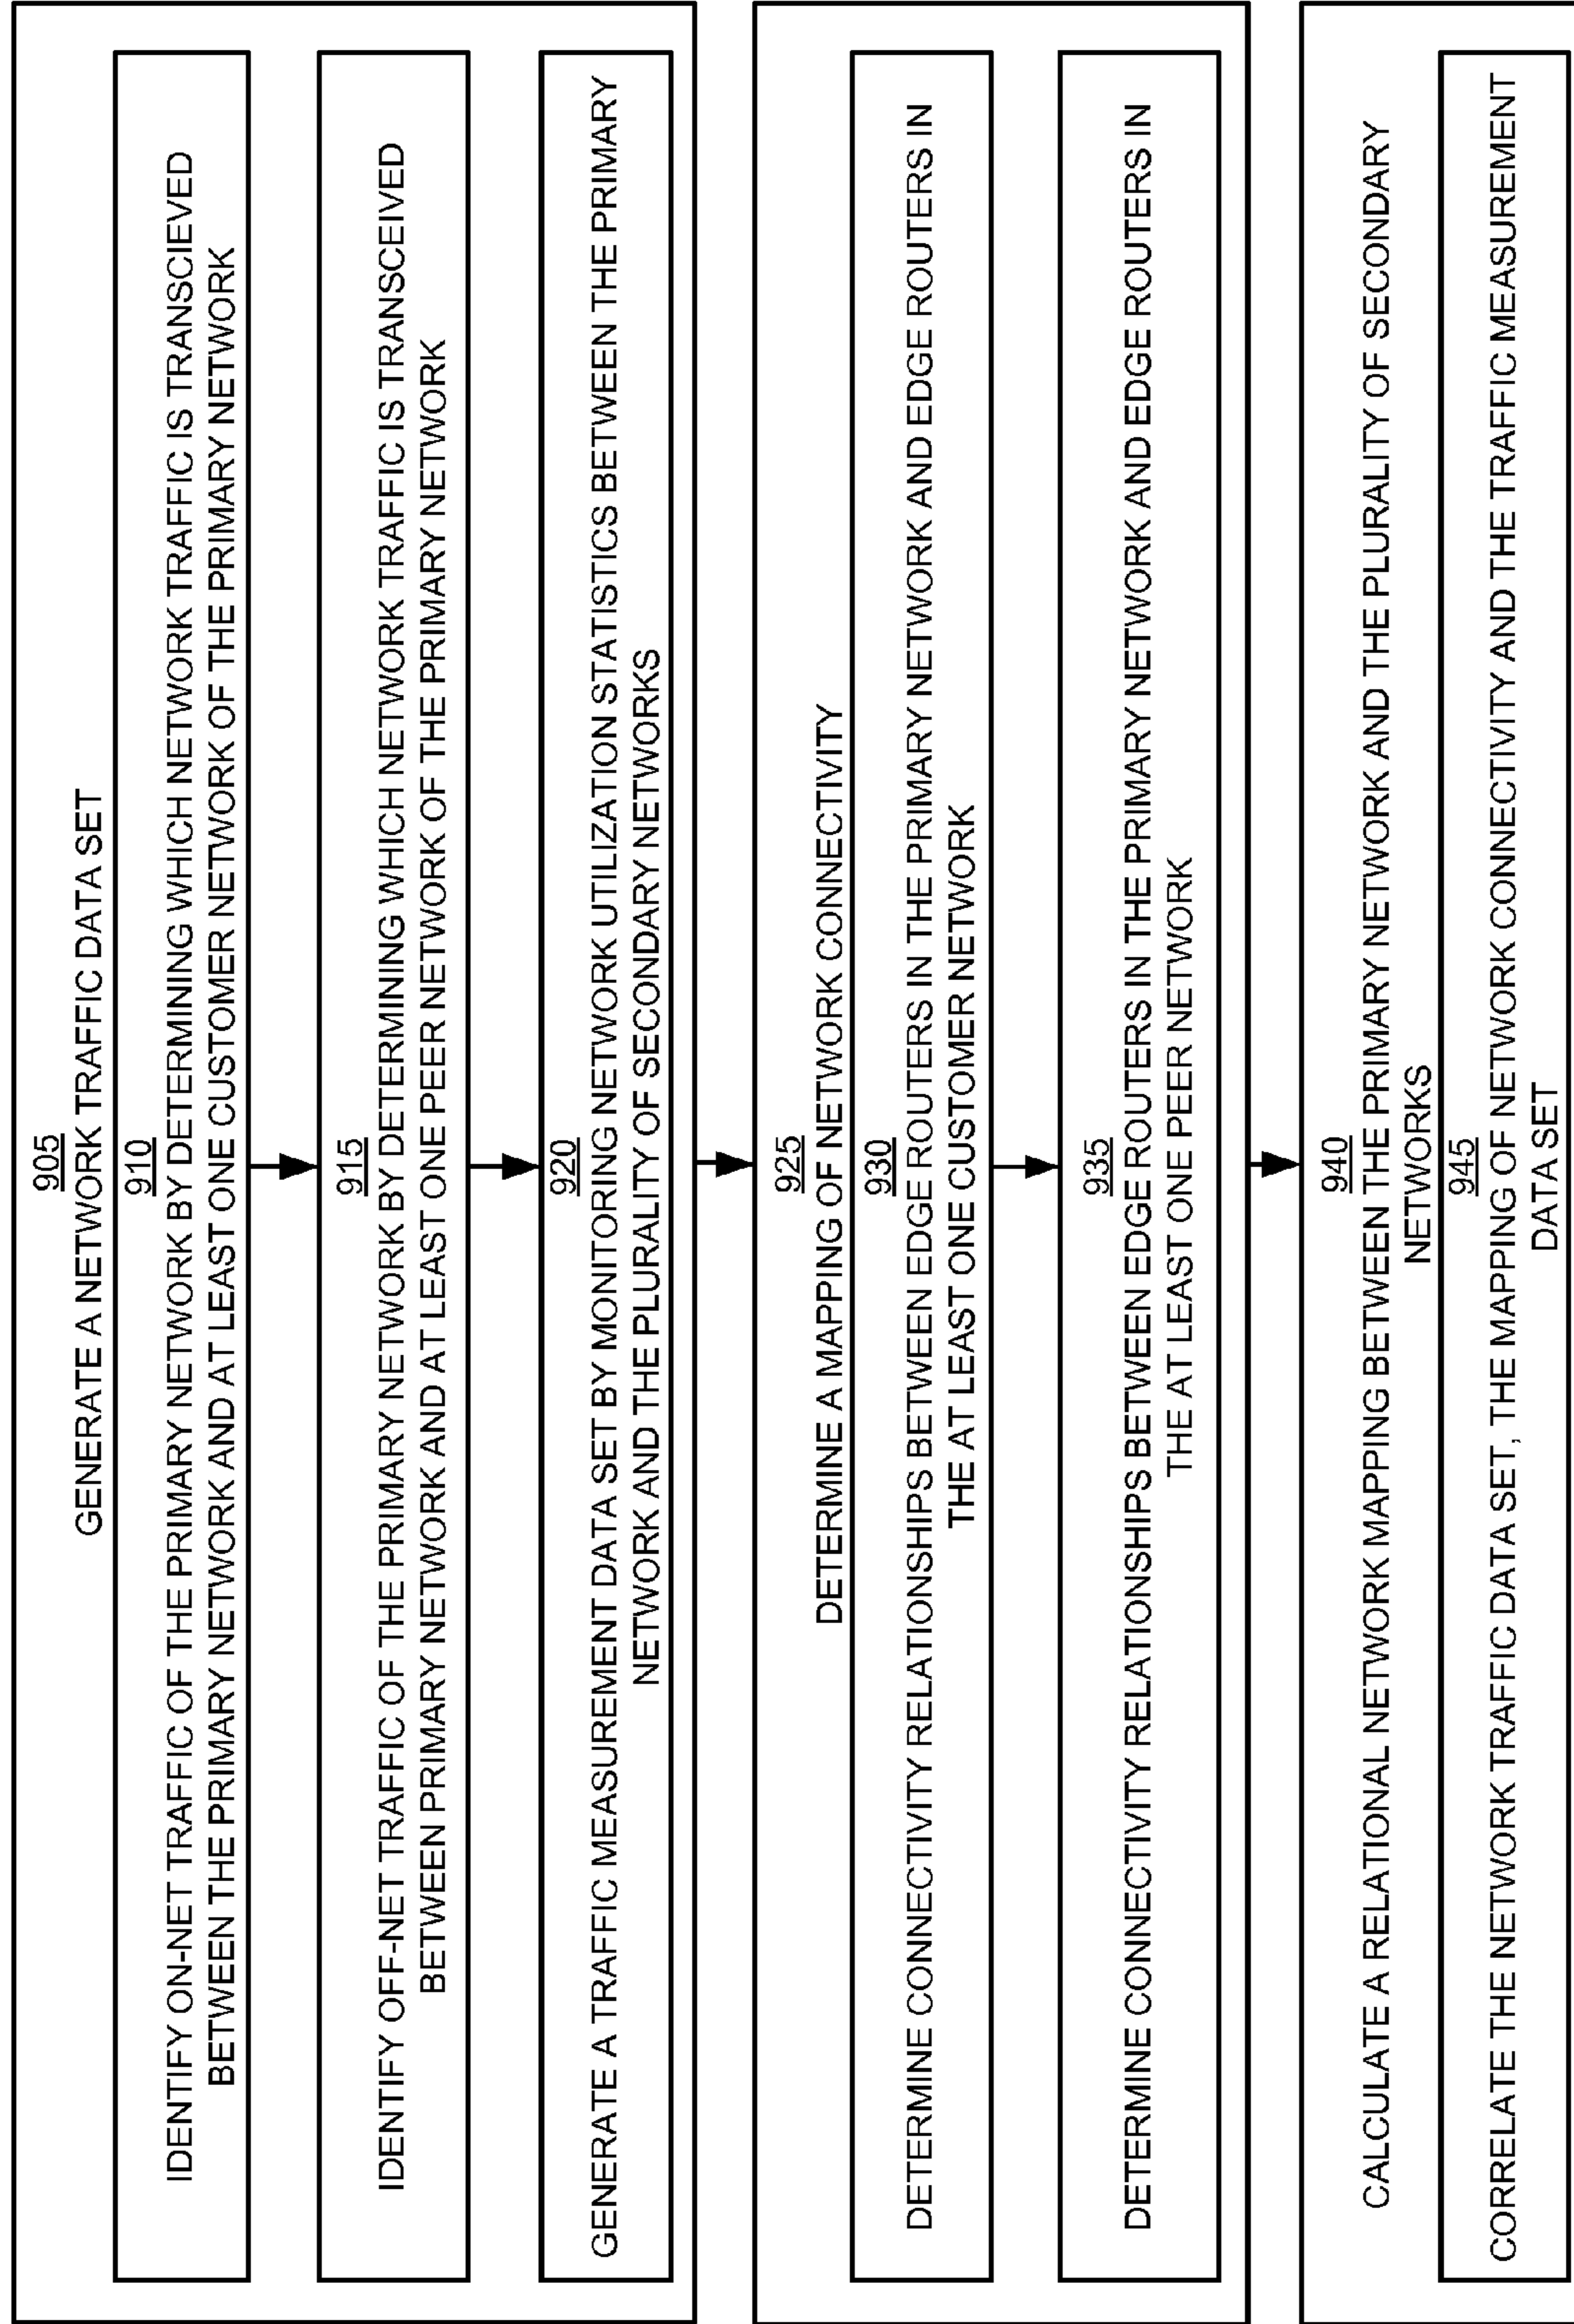 905
GENERATE A NETWORK TRAFFIC DATA SET
910
IDENTIFY ON-NET TRAFFIC OF THE PRIMARY NETWORK BY DETERMINING WHICH NETWORK TRAFFIC IS TRANSCIEVED
BETWEEN THE PRIMARY NETWORK AND AT LEAST ONE CUSTOMER NETWORK OF THE PRIMARY NETWORK
915
IDENTIFY OFF-NET TRAFFIC OF THE PRIMARY NETWORK BY DETERMINING WHICH NETWORK TRAFFIC IS TRANSCEIVED
BETWEEN PRIMARY NETWORK AND AT LEAST ONE PEER NETWORK OF THE PRIMARY NETWORK
920
GENERATE A TRAFFIC MEASUREMENT DATA SET BY MONITORING NETWORK UTILIZATION STATISTICS BETWEEN THE PRIMARY
NETWORK AND THE PLURALITY OF SECONDARY NETWORKS
925
DETERMINE A MAPPING OF NETWORK CONNECTIVITY
930
DETERMINE CONNECTIVITY RELATIONSHIPS BETWEEN EDGE ROUTERS IN THE PRIMARY NETWORK AND EDGE ROUTERS IN
THE AT LEAST ONE CUSTOMER NETWORK
935
DETERMINE CONNECTIVITY RELATIONSHIPS BETWEEN EDGE ROUTERS IN THE PRIMARY NETWORK AND EDGE ROUTERS IN
THE AT LEAST ONE PEER NETWORK
940
CALCULATE A RELATIONAL NETWORK MAPPING BETWEEN THE PRIMARY NETWORK AND THE PLURALITY OF SECONDARY
NETWORKS
945
CORRELATE THE NETWORK TRAFFIC DATA SET, THE MAPPING OF NETWORK CONNECTIVITY AND THE TRAFFIC MEASUREMENT
DATA SET